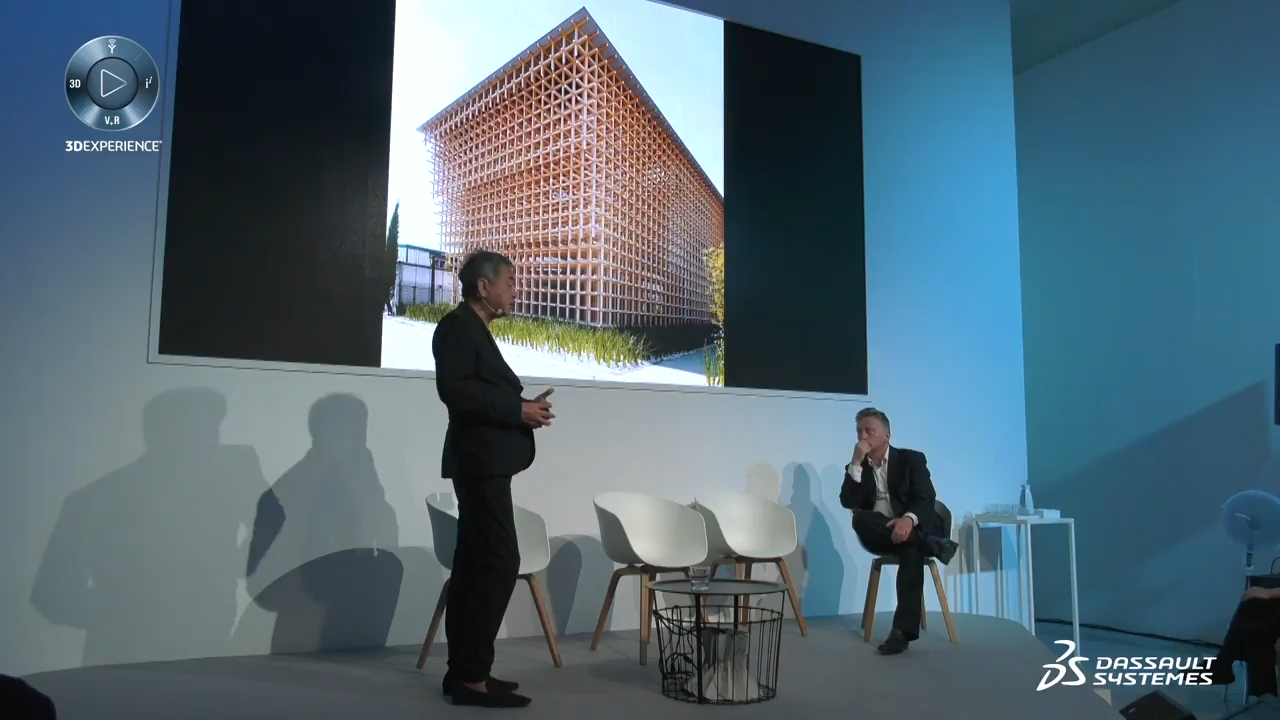 3D
i
V,R
3DEXPERIENCE
DASSAULT
SYSTEMES